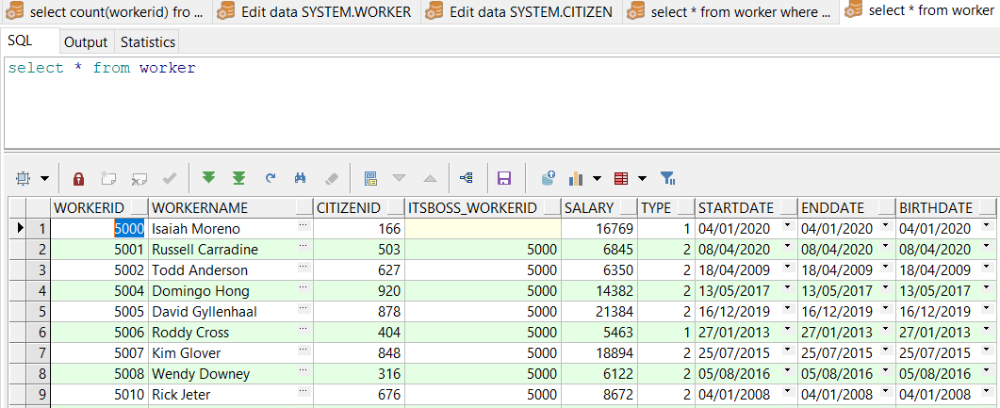 select count(workerid) fro ... Edit data SYSTEM.WORKER Edit data SYSTEM.CITIZEN select * from worker where ... select * from worker
SQL Output Statistics
select * from worker
WORKERID WORKERNAME CITIZENID ITSBOSS_WORKERID SALARY TYPE STARTDATE ENDDATE BIRTHDATE
1 5000 Isaiah Moreno ... 166 16769 1 04/01/2020 04/01/2020 04/01/2020
2 5001 Russell Carradine ... 503 5000 6845 2 08/04/2020 08/04/2020 08/04/2020
3 5002 Todd Anderson ... 627 5000 6350 2 18/04/2009 18/04/2009 18/04/2009
4 5004 Domingo Hong ... 920 5000 14382 2 13/05/2017 13/05/2017 13/05/2017
5 5005 David Gyllenhaal ... 878 5000 21384 2 16/12/2019 16/12/2019 16/12/2019
6 5006 Roddy Cross ... 404 5000 5463 1 27/01/2013 27/01/2013 27/01/2013
7 5007 Kim Glover ... 848 5000 18894 2 25/07/2015 25/07/2015 25/07/2015
8 5008 Wendy Downey ... 316 5000 6122 2 05/08/2016 05/08/2016 05/08/2016
9 5010 Rick Jeter ... 676 5000 8672 2 04/01/2008 04/01/2008 04/01/2008